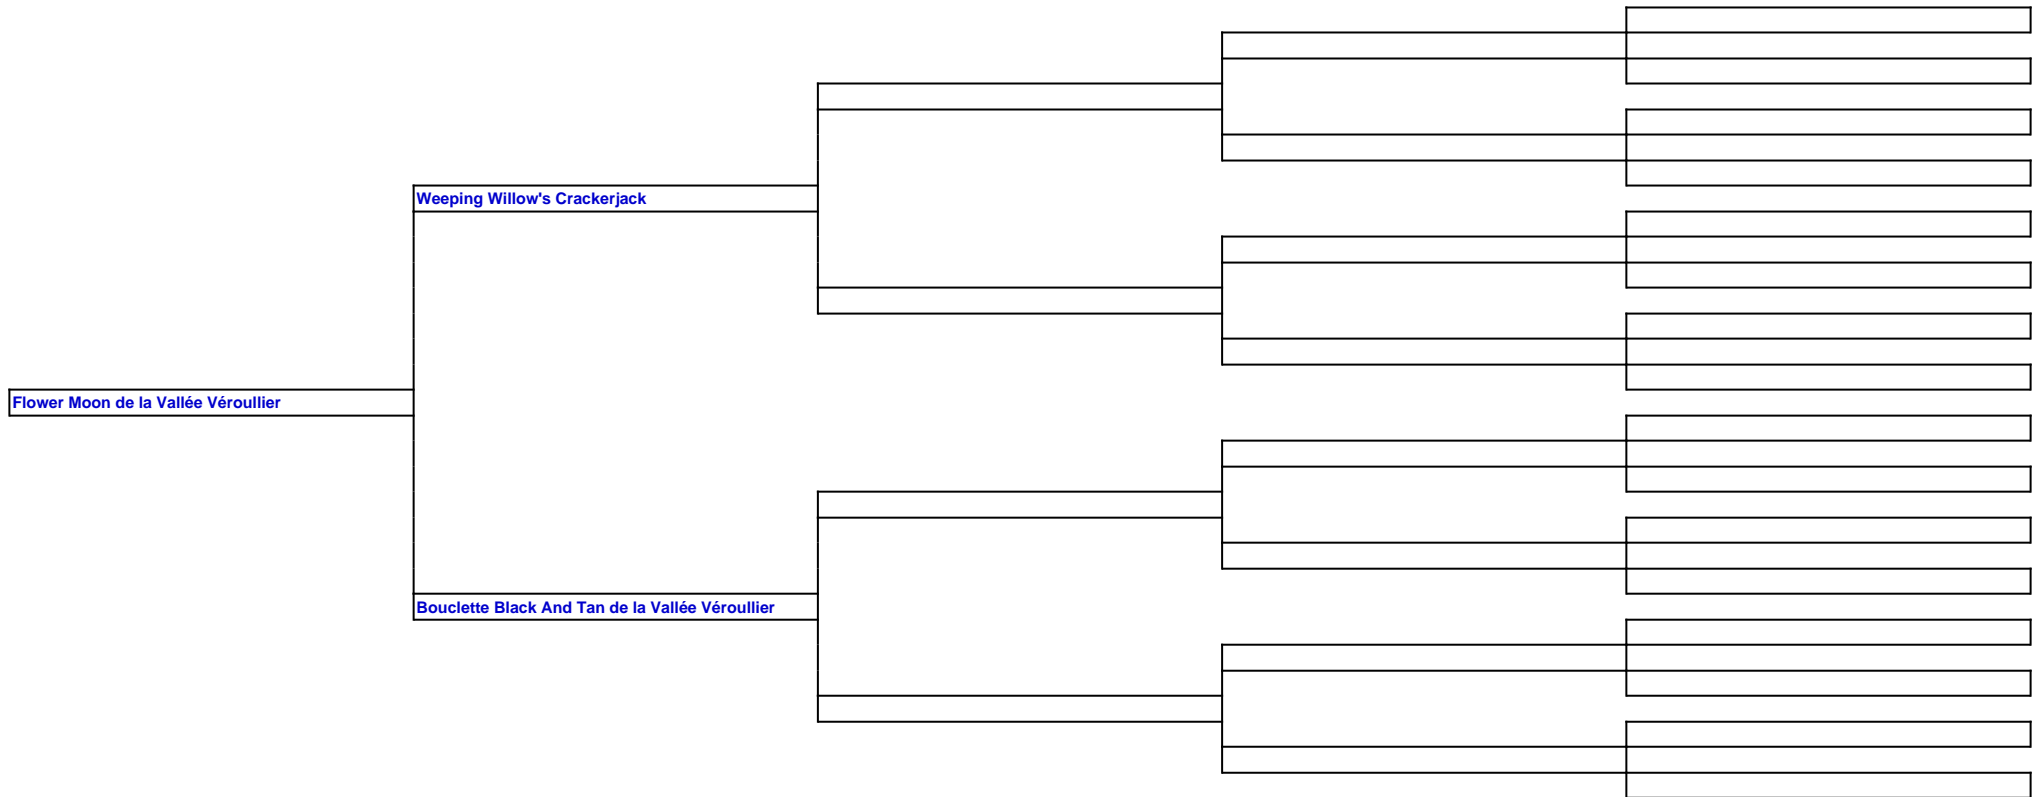 Weeping Willow's Crackerjack
Flower Moon de la Vallée Véroullier
Bouclette Black And Tan de la Vallée Véroullier